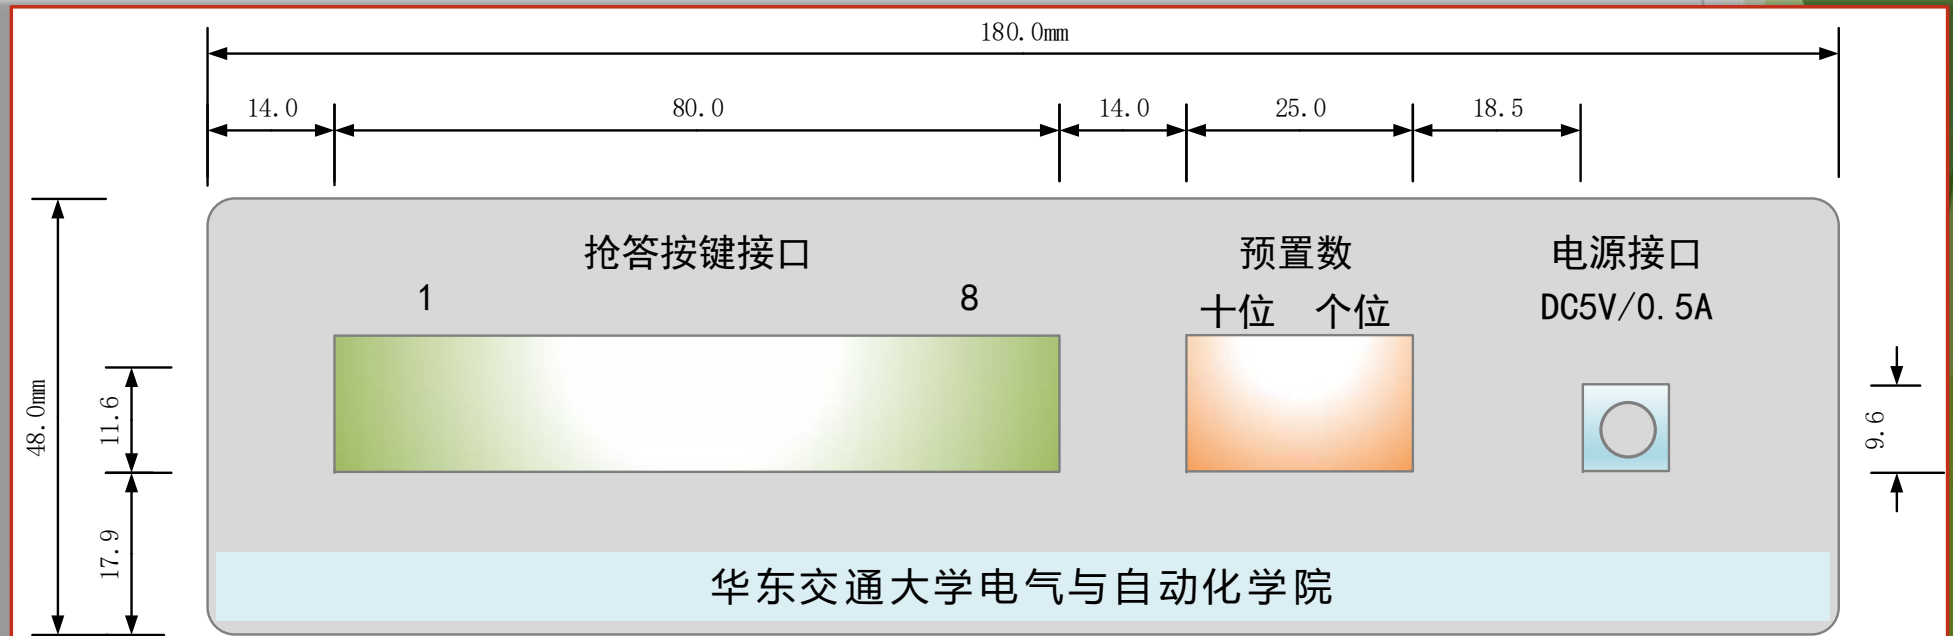 180.0mm
14.0 80.0 14.0 25.0 18.5
抢答按键接口 预置数 电源接口
1 8 十位 个位 DC5V/0.5A
48.0mm
11.6
9.6
17.9
华东交通大学电气与自动化学院